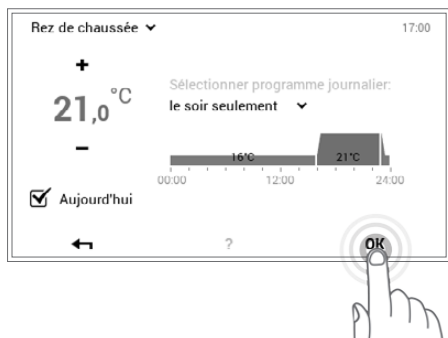 Rez de chaussée 17:00
+
21,0°C
Sélectionner programme journalier:
le soir seulement
−
16°C 21°C
00:00 12:00 24:00
Aujourd'hui
? OK